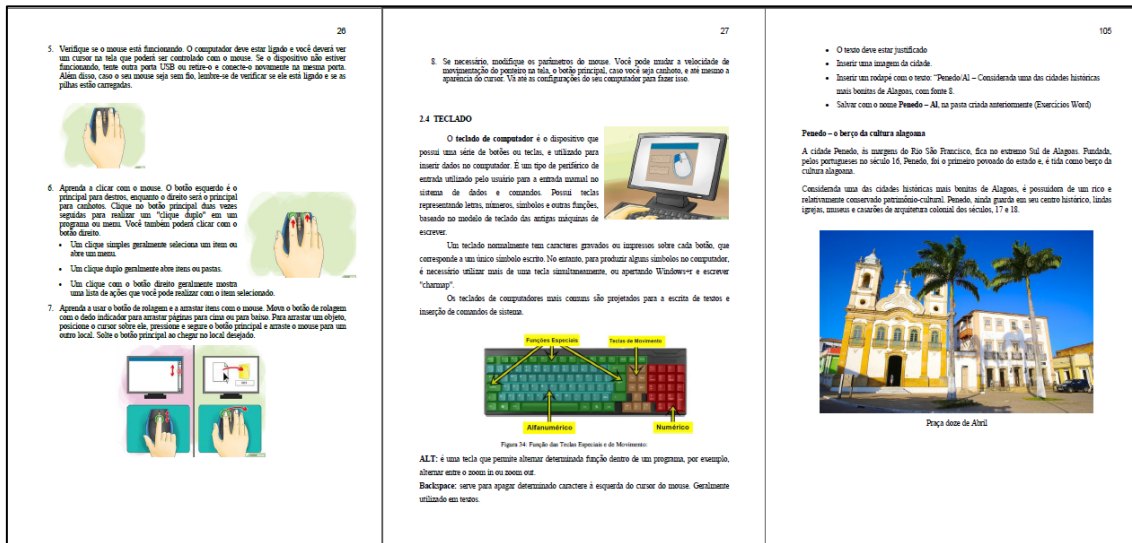 26
5. Verifique se o mouse está funcionando. O computador deve estar ligado e você deverá ver
um cursor na tela que poderá ser controlado com o mouse. Se o dispositivo não estiver
funcionando, tente outra porta USB ou retire-o e conecte-o novamente na mesma porta.
Além disso, caso o seu mouse seja sem fio, lembre-se de verificar se ele está ligado e se as
pilhas estão carregadas.
6. Aprenda a clicar com o mouse. O botão esquerdo é o
principal para destros, enquanto o direito será o principal
para canhotos. Clique no botão principal duas vezes
seguidas para realizar um "clique duplo" em um
programa ou menu. Você também poderá clicar com o
botão direito.
• Um clique simples geralmente seleciona um item ou
abre um menu.
• Um clique duplo geralmente abre itens ou pastas.
• Um clique com o botão direito geralmente mostra
uma lista de ações que você pode realizar com o item selecionado.
7. Aprenda a usar o botão de rolagem e a arrastar itens com o mouse. Mova o botão de rolagem
com o dedo indicador para arrastar páginas para cima ou para baixo. Para arrastar um objeto,
posicione o cursor sobre ele, pressione e segure o botão principal e arraste o mouse para um
outro local. Solte o botão principal ao chegar no local desejado.
27
8. Se necessário, modifique os parâmetros do mouse. Você pode mudar a velocidade de
movimentação do ponteiro na tela, o botão principal, caso você seja canhoto, e até mesmo a
aparência do cursor. Vá até as configurações do seu computador para fazer isso.
2.4 TECLADO
O teclado de computador é o dispositivo que
possui uma série de botões ou teclas, e utilizado para
inserir dados no computador. É um tipo de periférico de
entrada utilizado pelo usuário para a entrada manual no
sistema de dados e comandos. Possui teclas
representando letras, números, símbolos e outras funções,
baseado no modelo de teclado das antigas máquinas de
escrever.
Um teclado normalmente tem caracteres gravados ou impressos sobre cada botão, que
corresponde a um único símbolo escrito. No entanto, para produzir alguns símbolos no computador,
é necessário utilizar mais de uma tecla simultaneamente, ou apertando Windows+r e escrever
"charmap".
Os teclados de computadores mais comuns são projetados para a escrita de textos e
inserção de comandos de sistema.
Funções Especiais
Teclas de Movimento
Alfanumérico
Numérico
Figura 34: Função das Teclas Especiais e de Movimento:
ALT: é uma tecla que permite alternar determinada função dentro de um programa, por exemplo,
alternar entre o zoom in ou zoom out.
Backspace: serve para apagar determinado caractere à esquerda do cursor do mouse. Geralmente
utilizado em textos.
105
• O texto deve estar justificado
• Inserir uma imagem da cidade.
• Inserir um rodapé com o texto: "Penedo/Al – Considerada uma das cidades históricas
mais bonitas de Alagoas, com fonte 8.
• Salvar com o nome Penedo – Al, na pasta criada anteriormente (Exercícios Word)
Penedo – o berço da cultura alagoana
A cidade Penedo, às margens do Rio São Francisco, fica no extremo Sul de Alagoas. Fundada,
pelos portugueses no século 16, Penedo, foi o primeiro povoado do estado e, é tida como berço da
cultura alagoana.
Considerada uma das cidades históricas mais bonitas de Alagoas, é possuidora de um rico e
relativamente conservado patrimônio-cultural. Penedo, ainda guarda em seu centro histórico, lindas
igrejas, museus e casarões de arquitetura colonial dos séculos, 17 e 18.
Praça doze de Abril